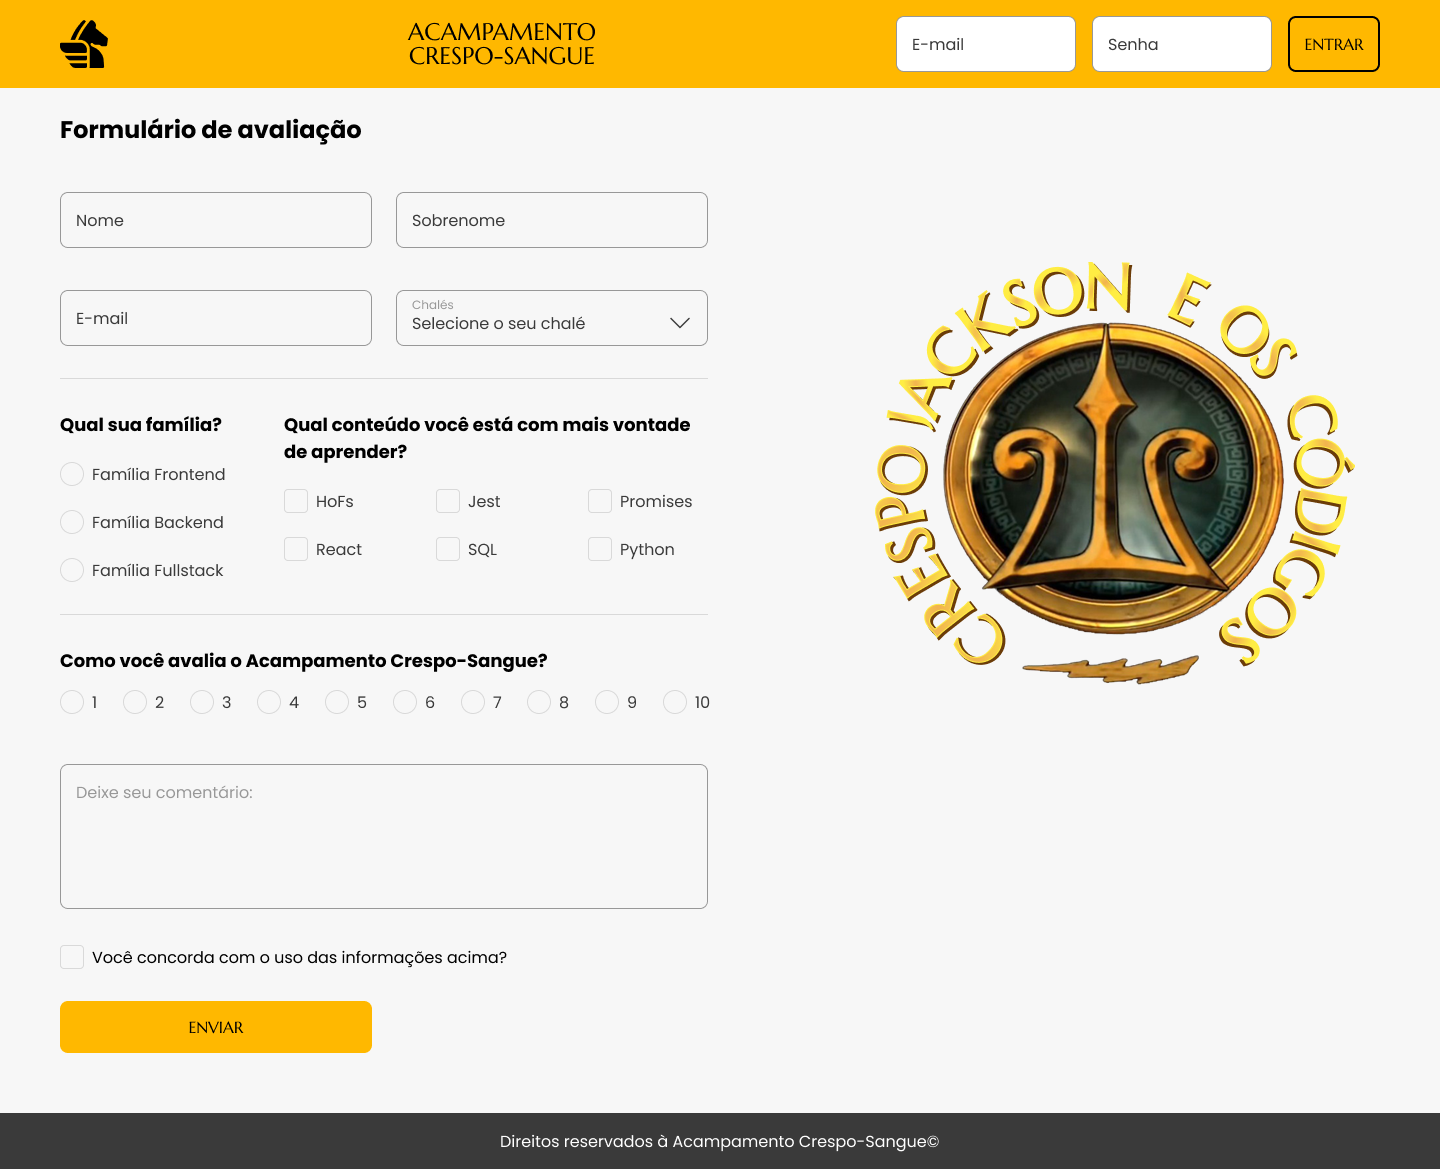 ACAMPAMENTO
CRESPO-SANGUE
E-mail
Senha
ENTRAR
Formulário de avaliação
Nome
Sobrenome
E-mail
Chalés
Selecione o seu chalé
Qual sua família?
Família Frontend
Família Backend
Família Fullstack
Qual conteúdo você está com mais vontade
de aprender?
HoFs
Jest
Promises
React
SQL
Python
Como você avalia o Acampamento Crespo-Sangue?
1 2 3 4 5 6 7 8 9 10
Deixe seu comentário:
Você concorda com o uso das informações acima?
ENVIAR
CRESPO JACKSON E OS CÓDIGOS
Direitos reservados à Acampamento Crespo-Sangue©